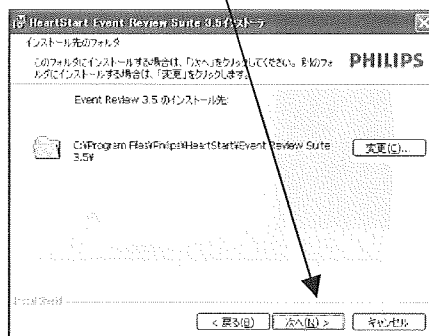 HeartStart Event Review Suite 3.5インストーラ
インストール先のフォルダ
このフォルダにインストールする場合は、「次へ」をクリックしてください。別のフォ
ルダにインストールする場合は、「変更」をクリックします。
PHILIPS
Event Review 3.5 のインストール先:
C:¥Program Files¥Philips¥HeartStart¥Event Review Suite
3.5¥
変更(C)...
InstallShield
< 戻る(B)
次へ(N) >
キャンセル